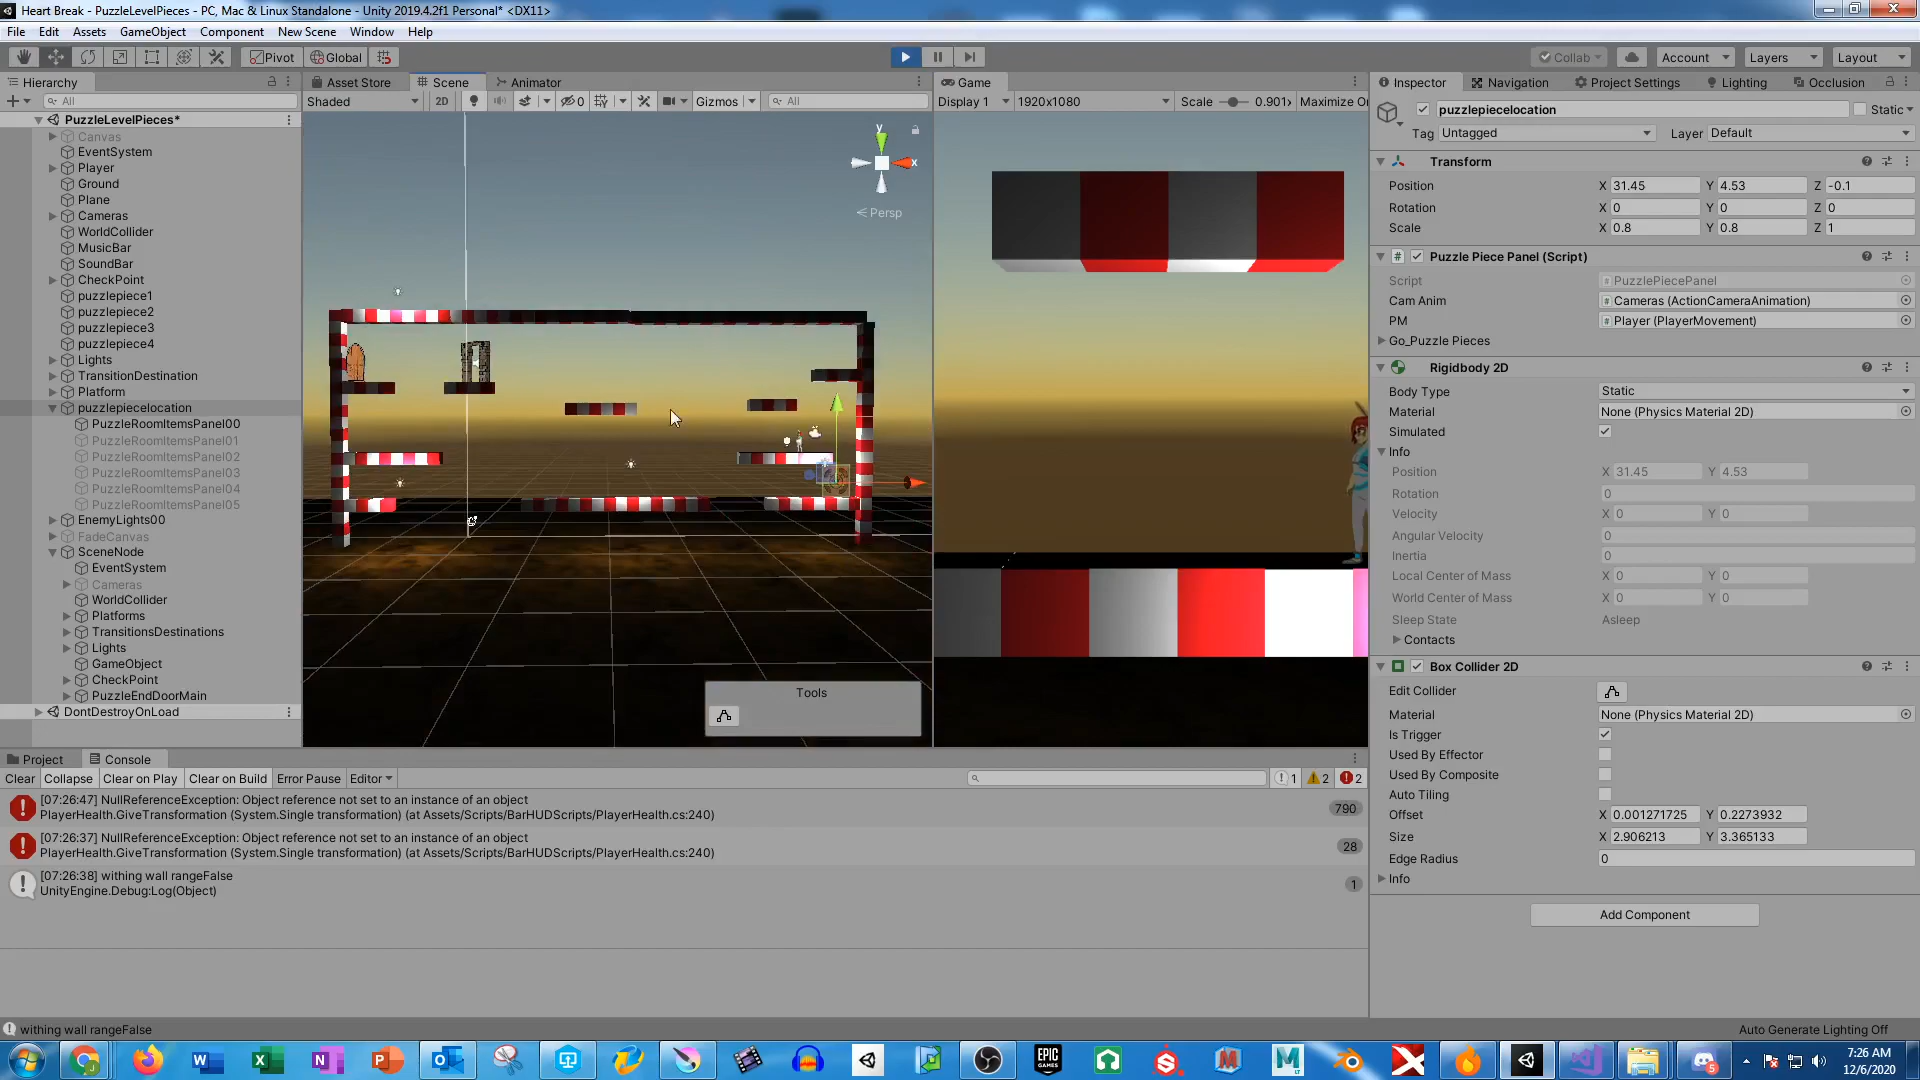 Heart Break - PuzzleLevelPieces - PC, Mac & Linux Standalone - Unity 2019.4.2f1 Personal* <DX11>
File Edit Assets GameObject Component New Scene Window Help
Pivot Global Collab Account Layers Layout
Hierarchy
All
PuzzleLevelPieces*
Canvas
EventSystem
Player
Ground
Plane
Cameras
WorldCollider
MusicBar
SoundBar
CheckPoint
puzzlepiece1
puzzlepiece2
puzzlepiece3
puzzlepiece4
Lights
TransitionDestination
Platform
puzzlepiecelocation
PuzzleRoomItemsPanel00
PuzzleRoomItemsPanel01
PuzzleRoomItemsPanel02
PuzzleRoomItemsPanel03
PuzzleRoomItemsPanel04
PuzzleRoomItemsPanel05
EnemyLights00
FadeCanvas
SceneNode
EventSystem
Cameras
WorldCollider
Platforms
TransitionsDestinations
Lights
GameObject
CheckPoint
PuzzleEndDoorMain
DontDestroyOnLoad
Asset Store Scene Animator
Shaded 2D 0 Gizmos All
y
x
Persp
Tools
Game
Display 1 1920x1080 Scale 0.901x Maximize On
Inspector Navigation Project Settings Lighting Occlusion
puzzlepiecelocation Static
Tag Untagged Layer Default
Transform
Position X 31.45 Y 4.53 Z -0.1
Rotation X 0 Y 0 Z 0
Scale X 0.8 Y 0.8 Z 1
Puzzle Piece Panel (Script)
Script PuzzlePiecePanel
Cam Anim Cameras (ActionCameraAnimation)
PM Player (PlayerMovement)
Go_Puzzle Pieces
Rigidbody 2D
Body Type Static
Material None (Physics Material 2D)
Simulated
Info
Position X 31.45 Y 4.53
Rotation 0
Velocity X 0 Y 0
Angular Velocity 0
Inertia 0
Local Center of Mass X 0 Y 0
World Center of Mass X 0 Y 0
Sleep State Asleep
Contacts
Box Collider 2D
Edit Collider
Material None (Physics Material 2D)
Is Trigger
Used By Effector
Used By Composite
Auto Tiling
Offset X 0.001271725 Y 0.2273932
Size X 2.906213 Y 3.365133
Edge Radius 0
Info
Add Component
Project Console
Clear Collapse Clear on Play Clear on Build Error Pause Editor 1 2 2
[07:26:47] NullReferenceException: Object reference not set to an instance of an object
PlayerHealth.GiveTransformation (System.Single transformation) (at Assets/Scripts/BarHUDScripts/PlayerHealth.cs:240)
790
[07:26:37] NullReferenceException: Object reference not set to an instance of an object
PlayerHealth.GiveTransformation (System.Single transformation) (at Assets/Scripts/BarHUDScripts/PlayerHealth.cs:240)
28
[07:26:38] withing wall rangeFalse
UnityEngine.Debug:Log(Object)
1
withing wall rangeFalse
Auto Generate Lighting Off
EPIC GAMES
5
7:26 AM
12/6/2020